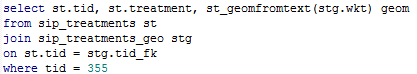 select st.tid, st.treatment, st_geomfromtext(stg.wkt) geom
from sip_treatments st
join sip_treatments_geo stg
on st.tid = stg.tid_fk
where tid = 355